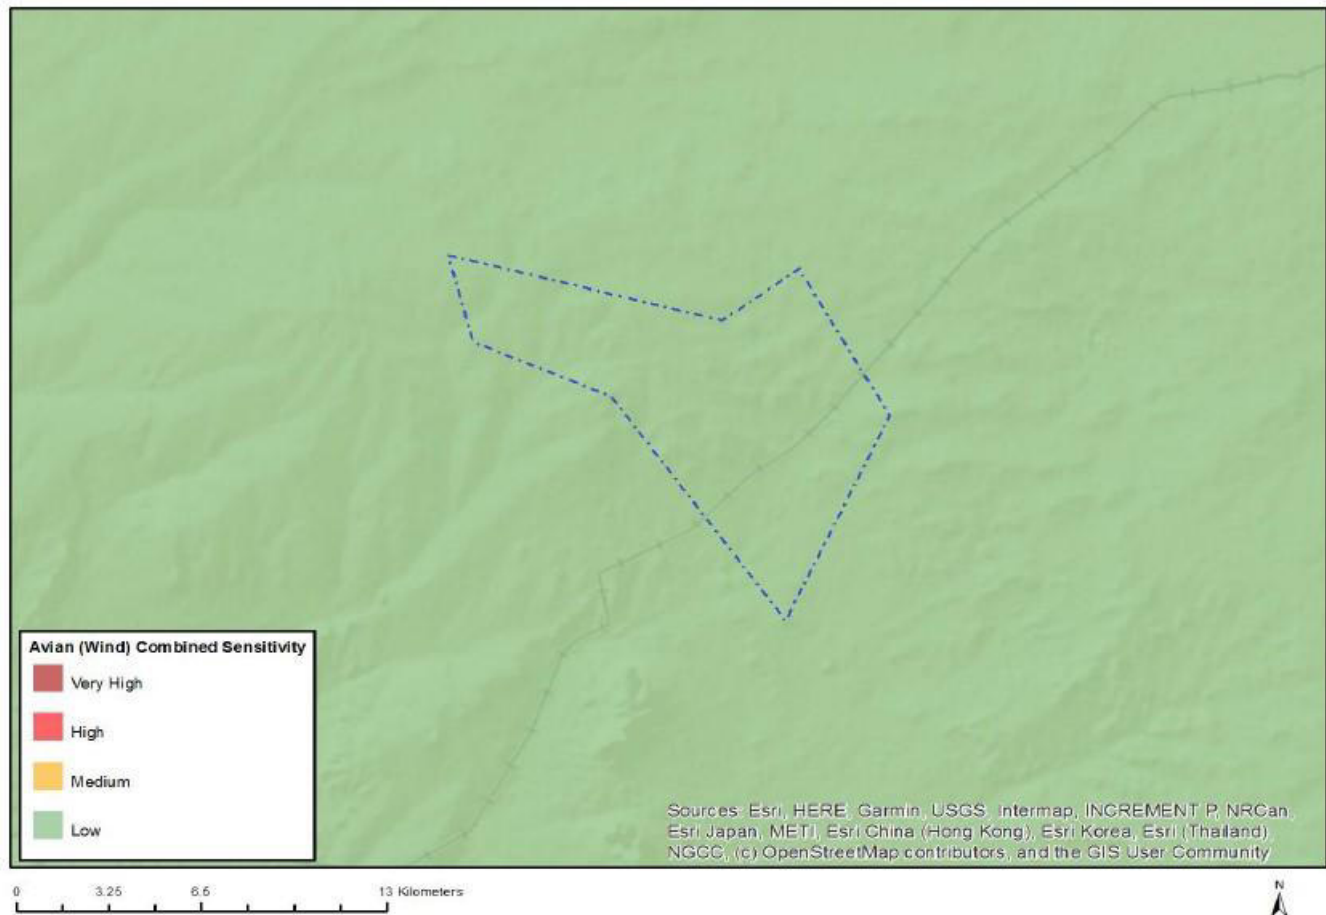 Avian (Wind) Combined Sensitivity
Very High
High
Medium
Low
Sources: Esri, HERE, Garmin, USGS, Intermap, INCREMENT P, NRCan,
Esri Japan, METI, Esri China (Hong Kong), Esri Korea, Esri (Thailand),
NGCC, (c) OpenStreetMap contributors, and the GIS User Community
0 3.25 6.5 13 Kilometers
N